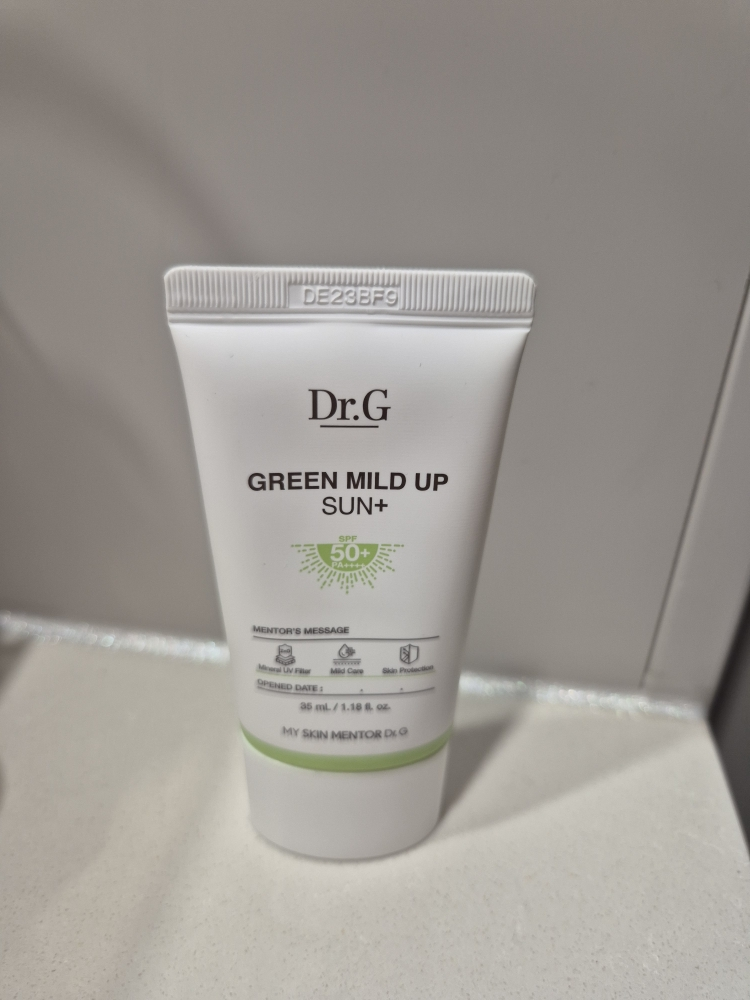 DE23BF9
Dr.G
GREEN MILD UP
SUN+
SPF
50+
PA++++
MENTOR'S MESSAGE
Mineral UV Filter Mild Care Skin Protection
OPENED DATE : . .
35 mL / 1.18 fl. oz.
MY SKIN MENTOR Dr.G